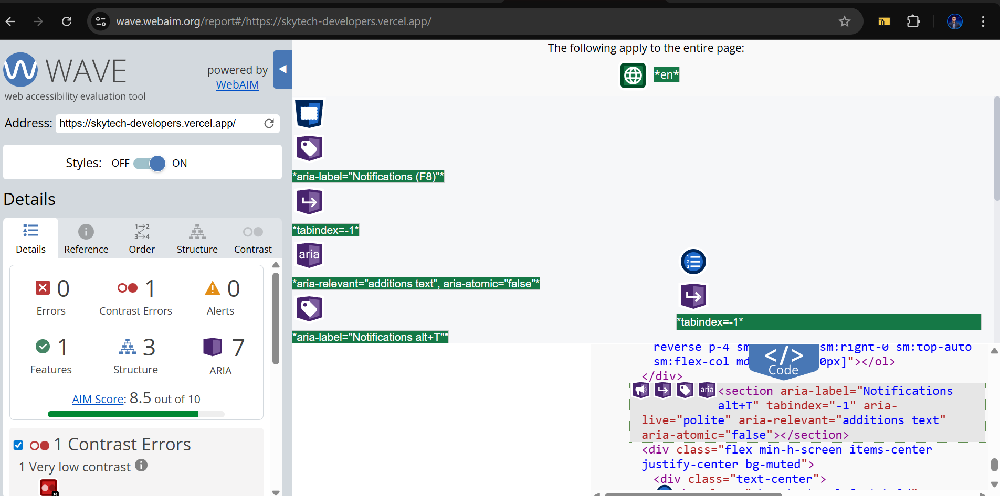 wave.webaim.org/report#/https://skytech-developers.vercel.app/
WAVE
powered by
WebAIM
web accessibility evaluation tool
Address: https://skytech-developers.vercel.app/
Styles: OFF ON
Details
Details Reference Order Structure Contrast
0 1 0
Errors Contrast Errors Alerts
1 3 7
Features Structure ARIA
AIM Score: 8.5 out of 10
1 Contrast Errors
1 Very low contrast
The following apply to the entire page:
*en*
*aria-label="Notifications (F8)"*
*tabindex=-1*
aria
*aria-relevant="additions text", aria-atomic="false"*
*aria-label="Notifications alt+T"*
*tabindex=-1*
reverse p-4 sm sm:right-0 sm:top-auto
sm:flex-col md 0px]"></ol>
</>
Code
</div>
aria <section aria-label="Notifications
alt+T" tabindex="-1" aria-
live="polite" aria-relevant="additions text"
aria-atomic="false"></section>
<div class="flex min-h-screen items-center
justify-center bg-muted">
<div class="text-center">